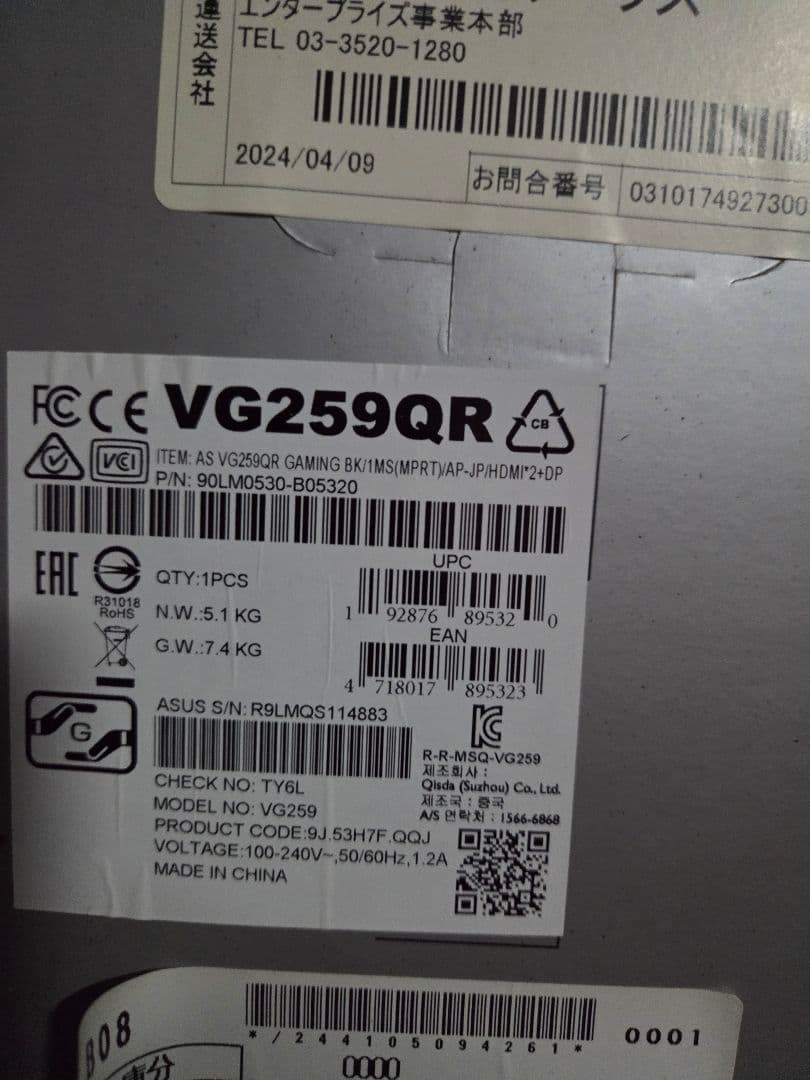 運送会社
エンタープライズ事業本部
TEL 03-3520-1280
2024/04/09
お問合番号 0310174927300
FC CE VG259QR CB
VCCI ITEM: AS VG259QR GAMING BK/1MS(MPRT)/AP-JP/HDMI*2+DP
P/N: 90LM0530-B05320
EAC
R31018
RoHS
QTY:1PCS
N.W.:5.1 KG
G.W.:7.4 KG
UPC
1 92876 89532 0
EAN
4 718017 895323
G
ASUS S/N: R9LMQS114883
CHECK NO: TY6L
MODEL NO: VG259
PRODUCT CODE:9J.53H7F.QQJ
VOLTAGE:100-240V~,50/60Hz,1.2A
MADE IN CHINA
R-R-MSQ-VG259
제조회사 :
Qisda (Suzhou) Co., Ltd.
제조국 : 중국
A/S 연락처 : 1566-6868
B08
*/244105094261*
0001
0000